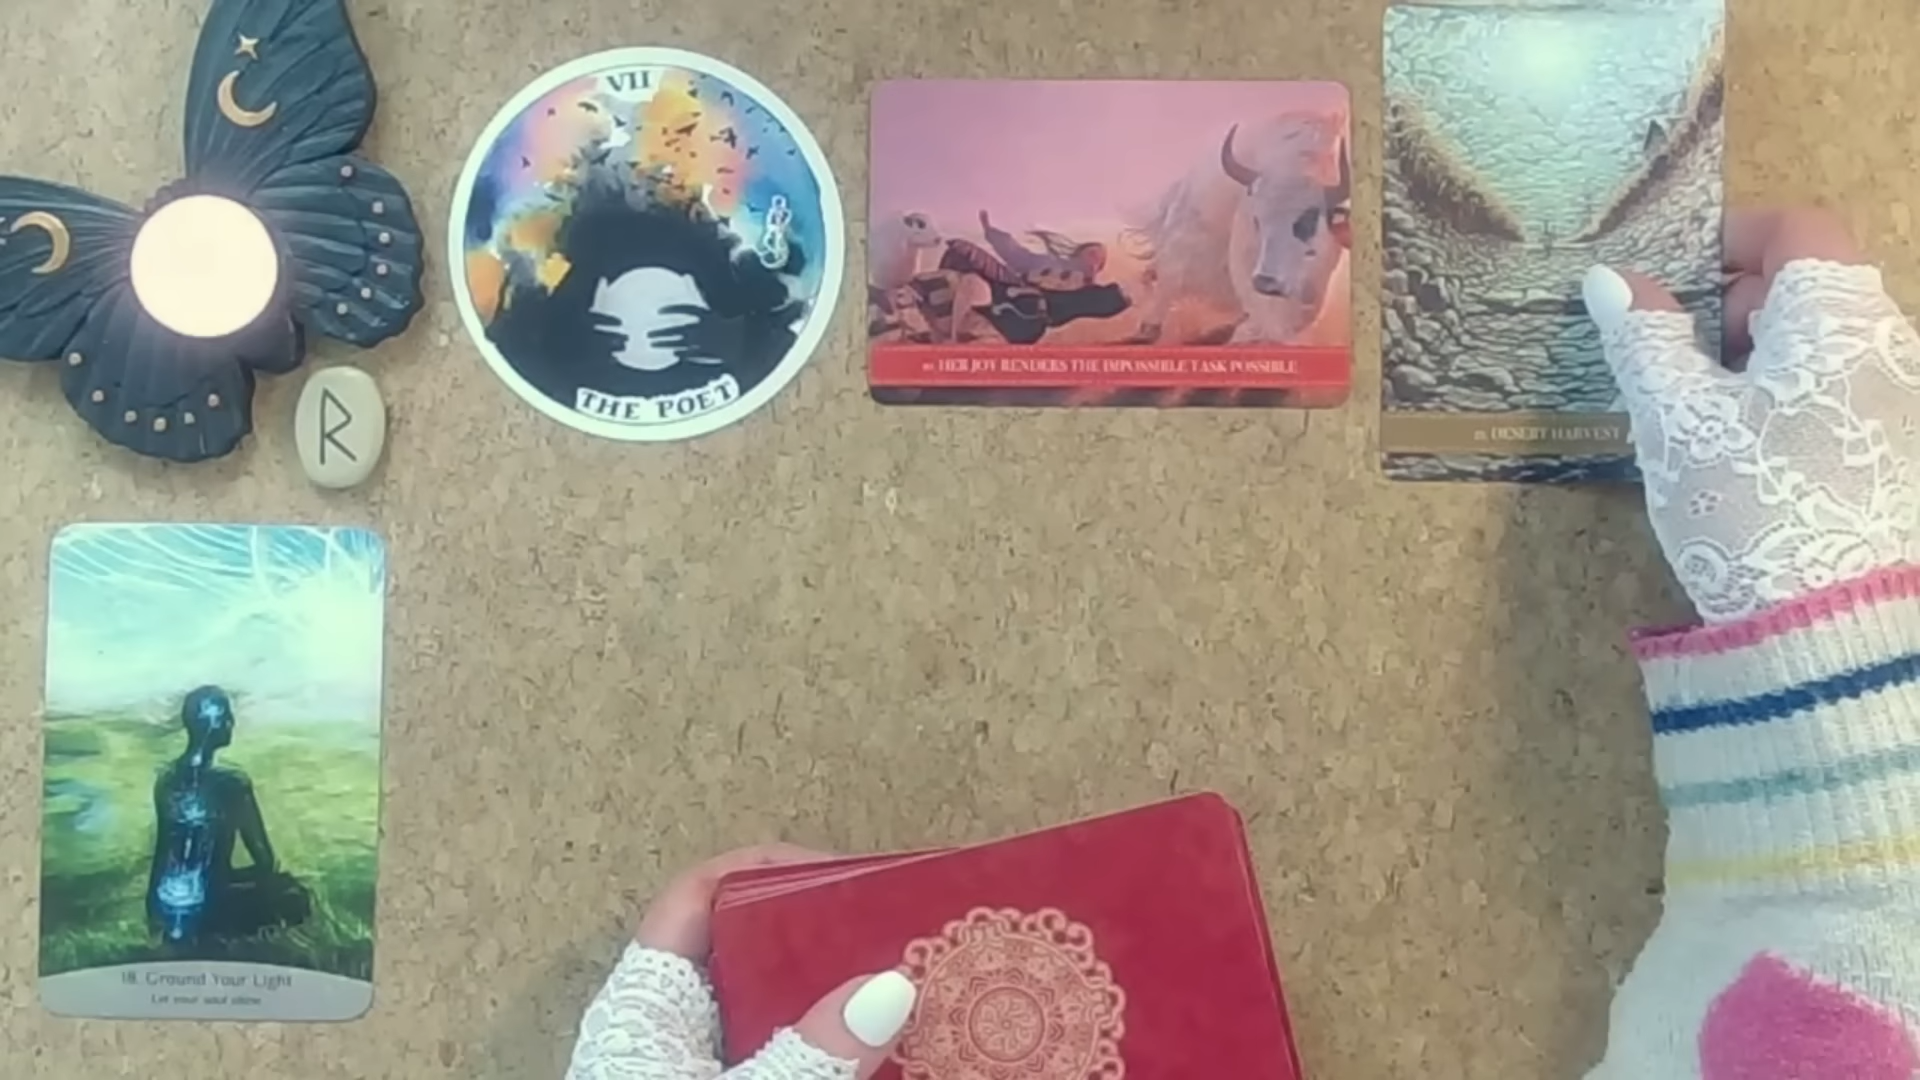 VII
THE POET
HER JOY RENDERS THE IMPOSSIBLE TASK POSSIBLE
DESERT HARVEST
ᚱ
18. Ground Your Light
Let your soul shine